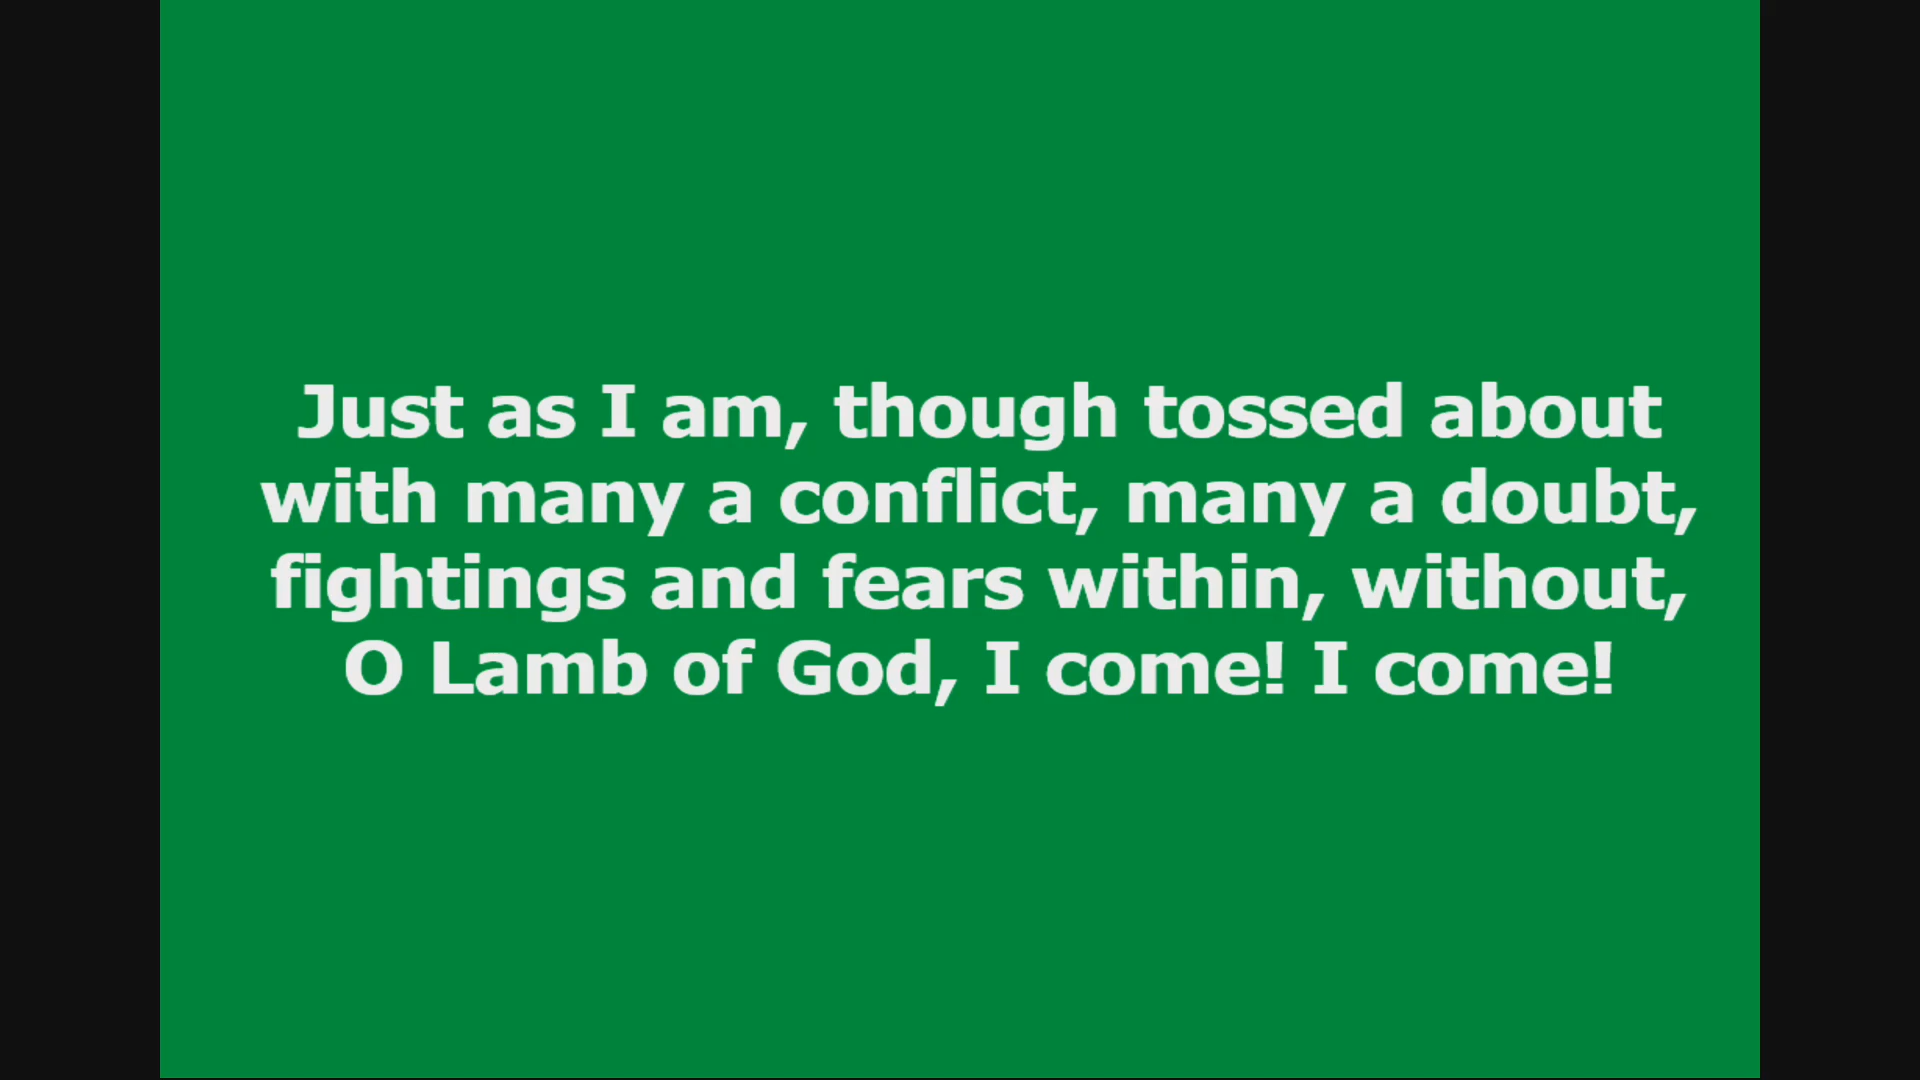 Just as I am, though tossed about
with many a conflict, many a doubt,
fightings and fears within, without,
O Lamb of God, I come! I come!